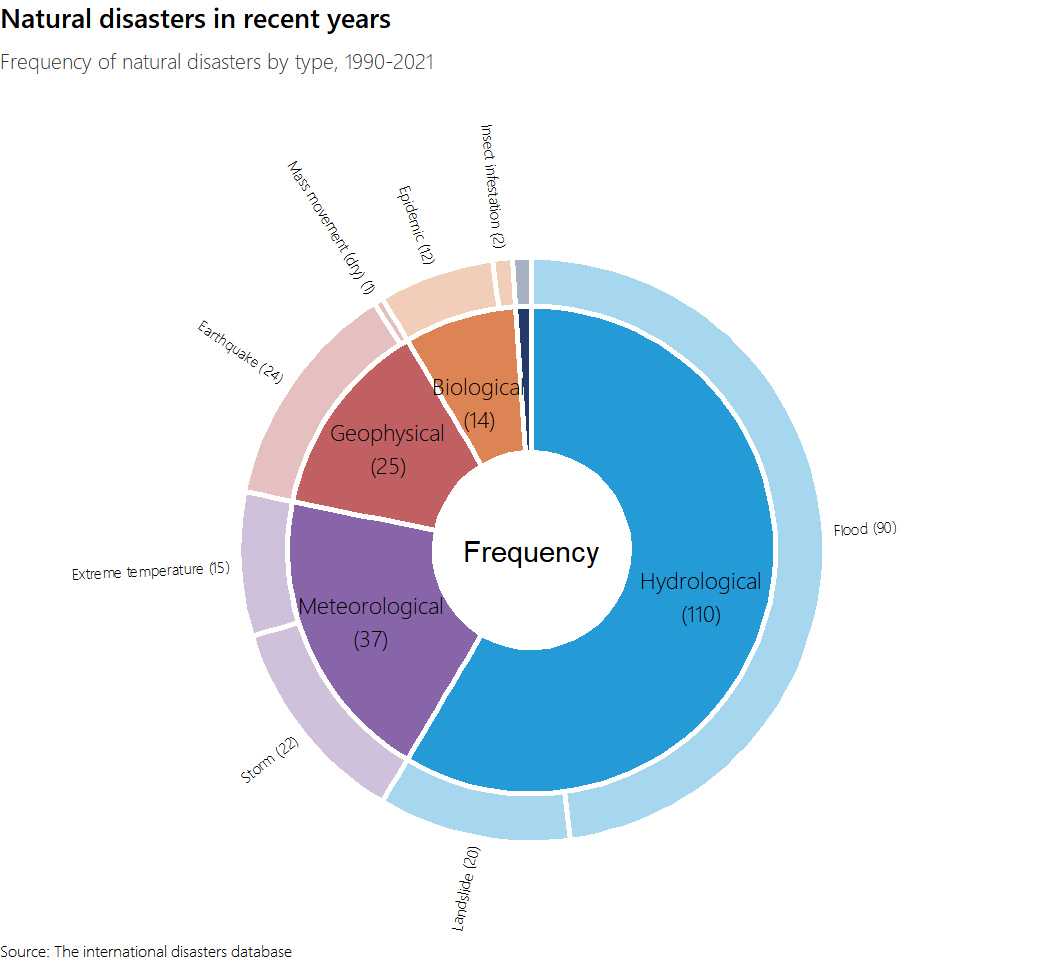 Natural disasters in recent years
Frequency of natural disasters by type, 1990-2021
Insect infestation (2)
Mass movement (dry) (1)
Epidemic (12)
Earthquake (24)
Biological
(14)
Geophysical
(25)
Flood (90)
Frequency
Extreme temperature (15)
Hydrological
(110)
Meteorological
(37)
Storm (22)
Landslide (20)
Source: The international disasters database